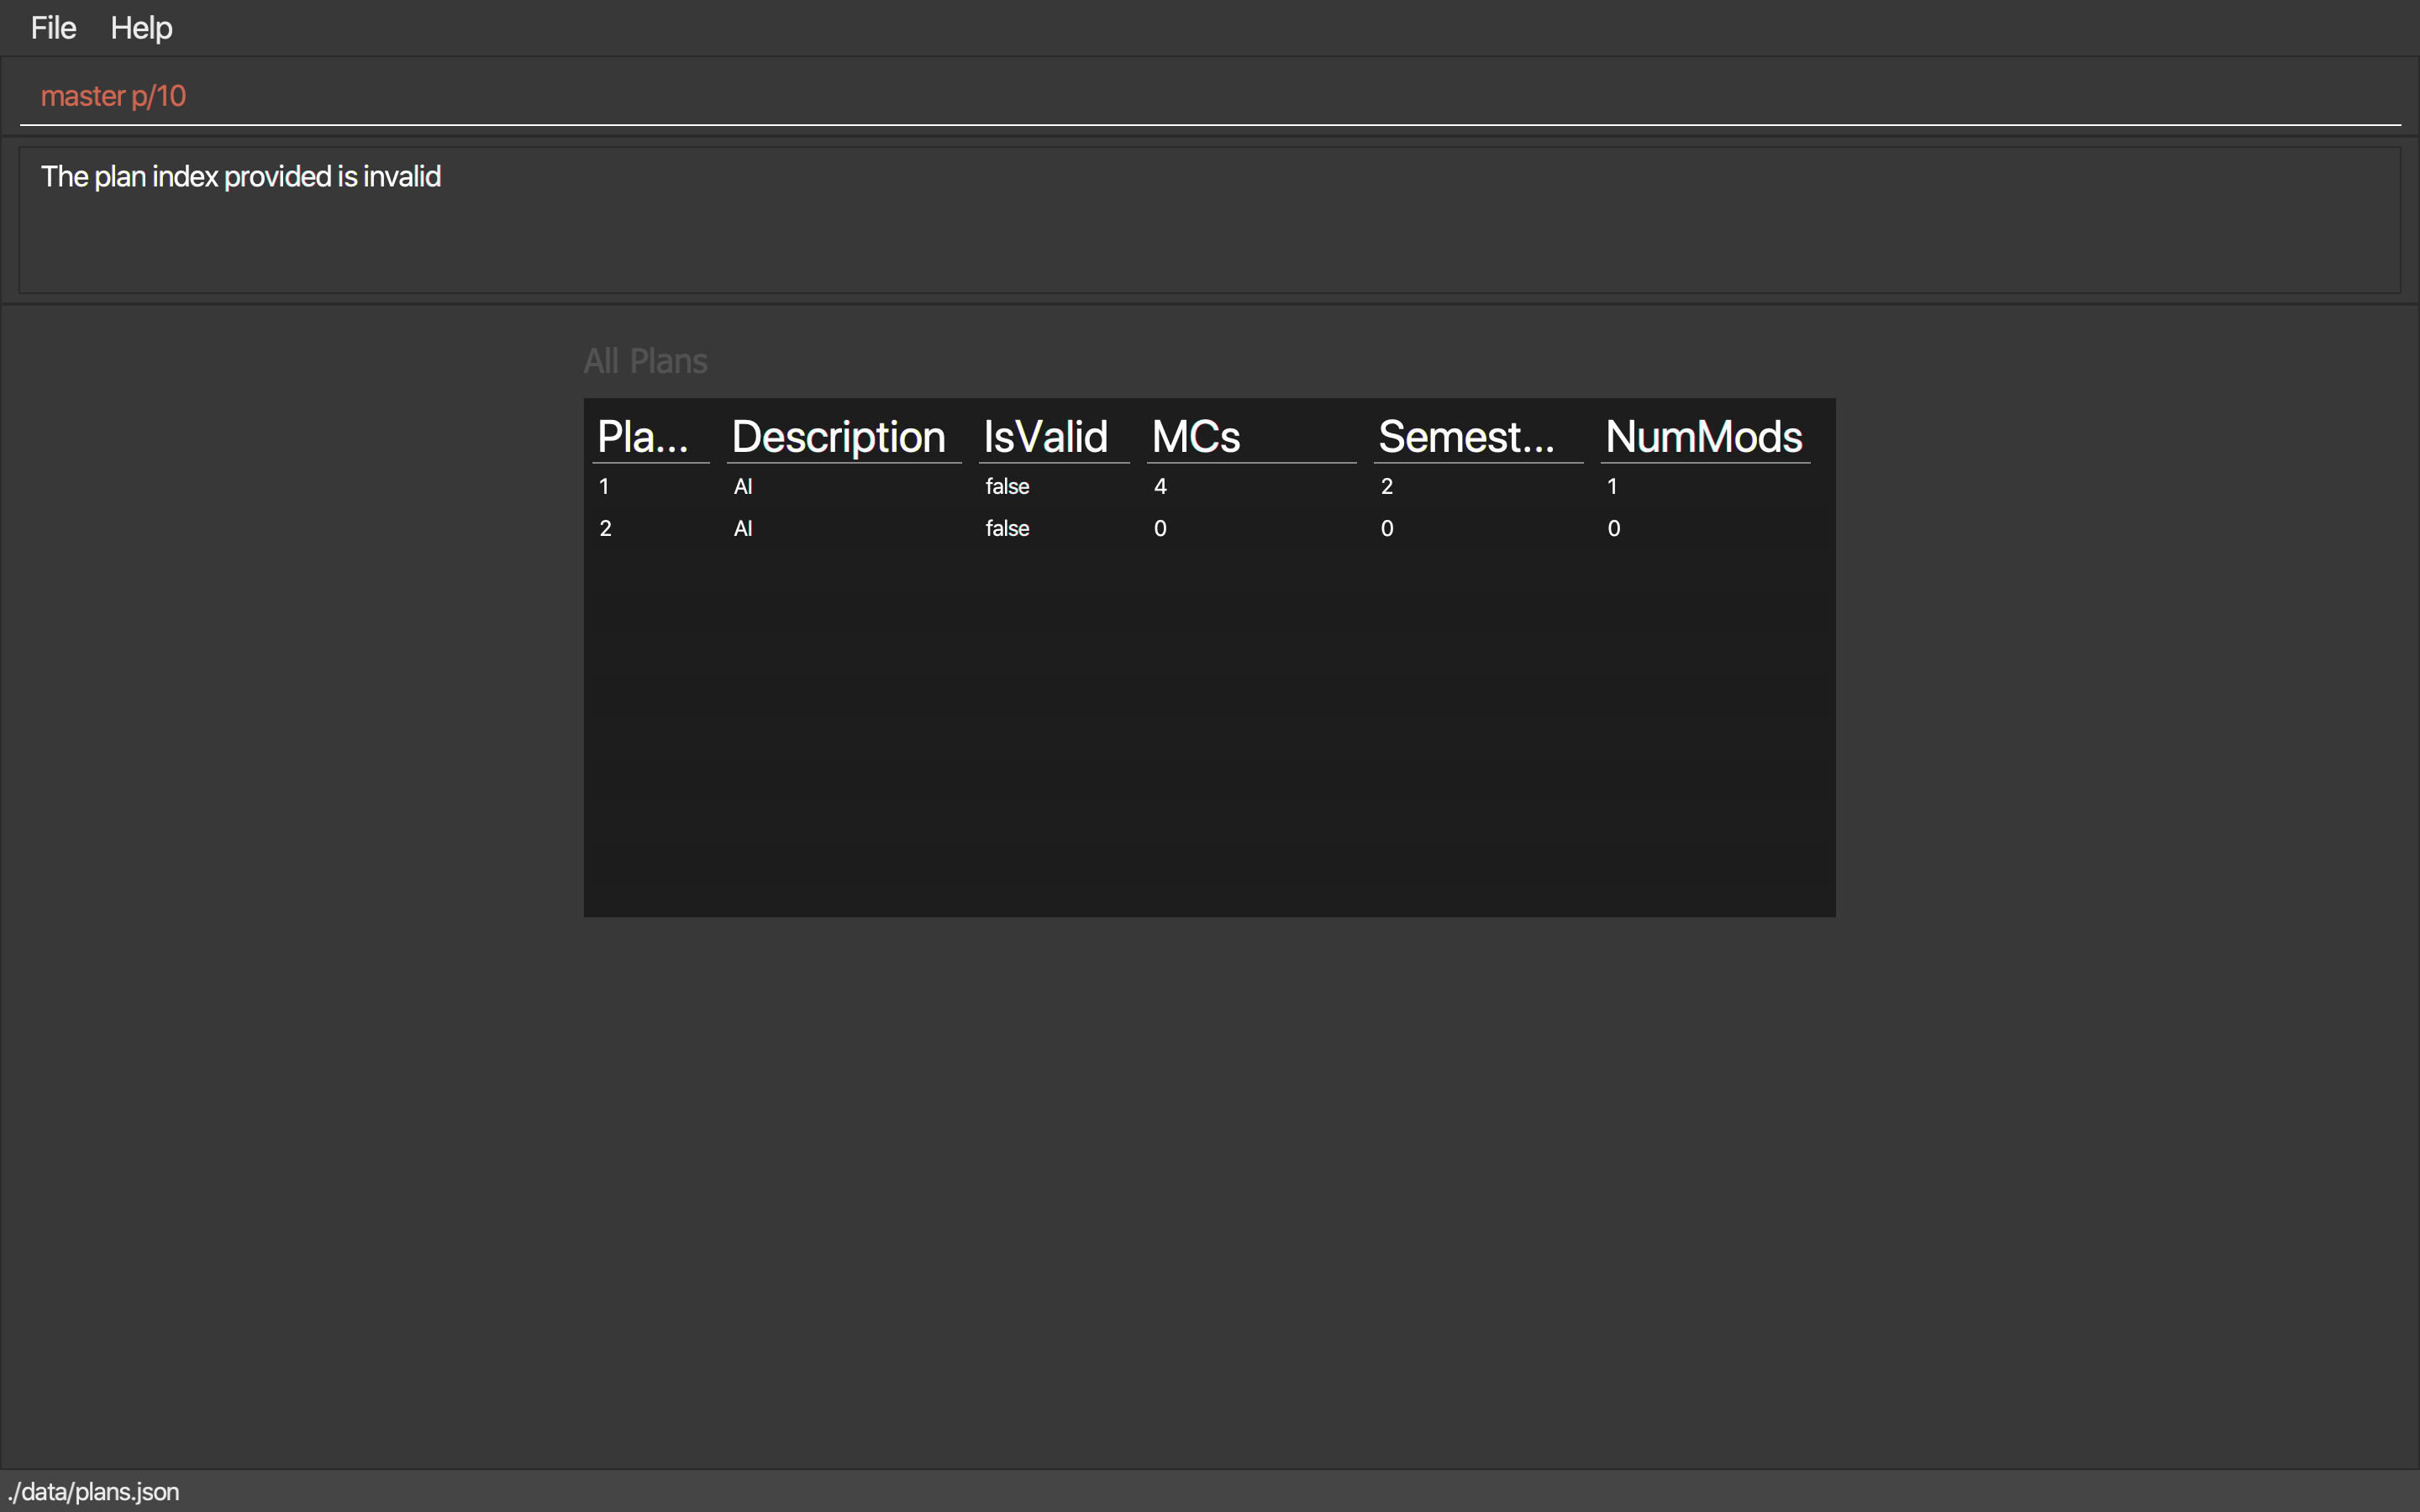 File Help
master p/10
The plan index provided is invalid
All Plans
Pla... Description IsValid MCs Semest... NumMods
1 AI false 4 2 1
2 AI false 0 0 0
./data/plans.json